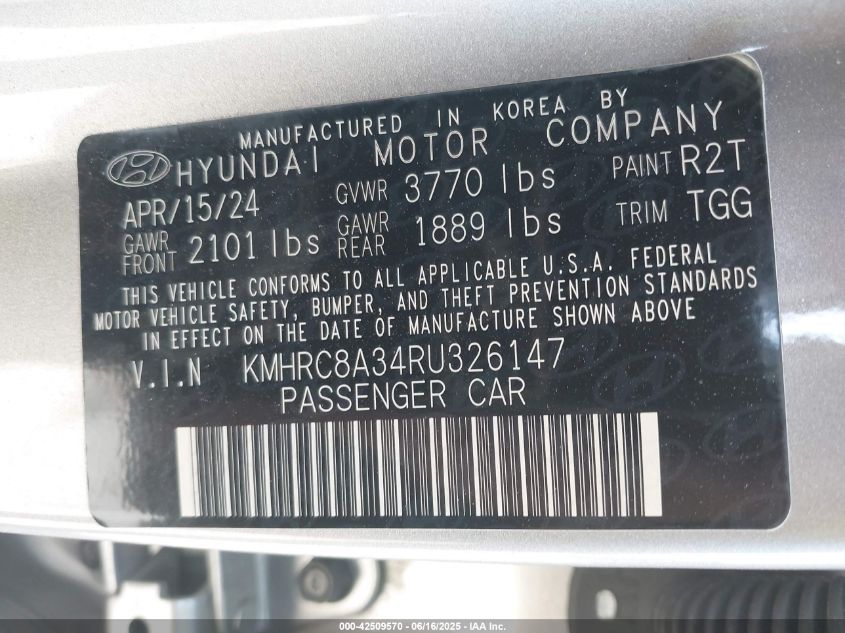 MANUFACTURED IN KOREA BY
HYUNDAI MOTOR COMPANY
APR/15/24 GVWR 3770 lbs PAINT R2T
GAWR FRONT 2101 lbs GAWR REAR 1889 lbs TRIM TGG
THIS VEHICLE CONFORMS TO ALL APPLICABLE U.S.A. FEDERAL
MOTOR VEHICLE SAFETY, BUMPER, AND THEFT PREVENTION STANDARDS
IN EFFECT ON THE DATE OF MANUFACTURE SHOWN ABOVE
V.I.N KMHRC8A34RU326147
PASSENGER CAR
000-42509570 - 06/16/2025 - IAA Inc.